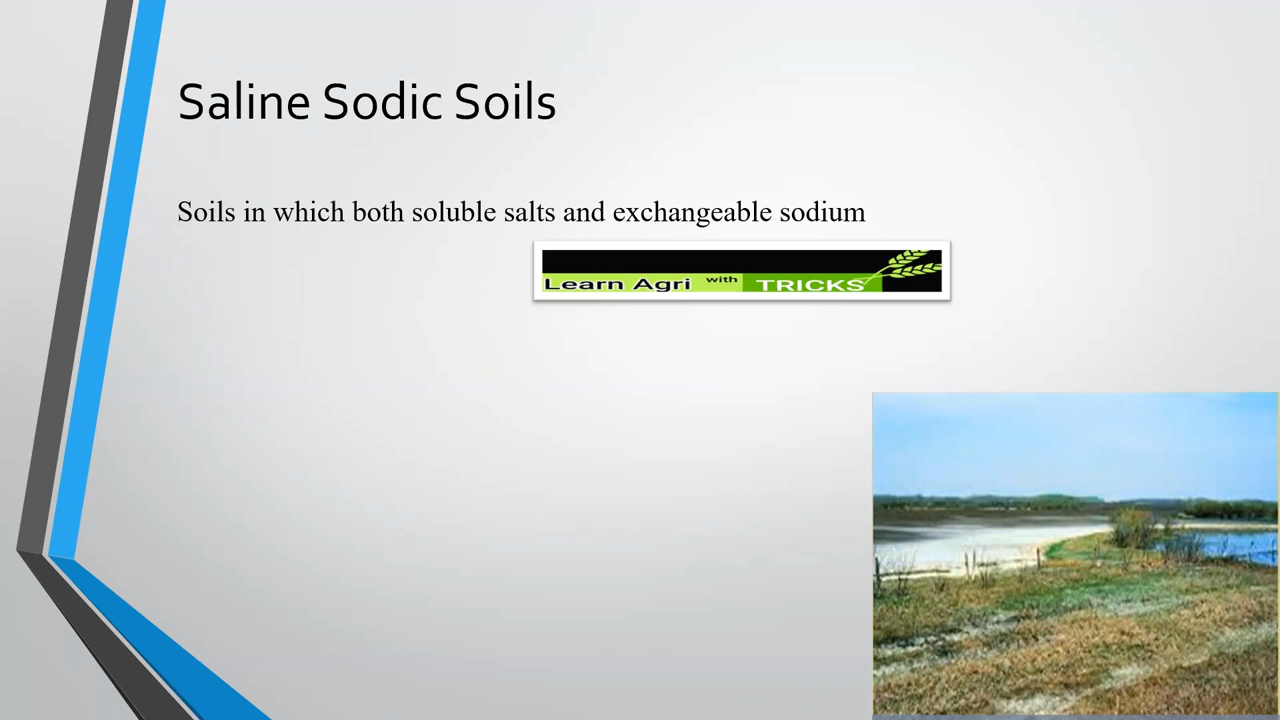 Saline Sodic Soils
Soils in which both soluble salts and exchangeable sodium
Learn Agri with TRICKS